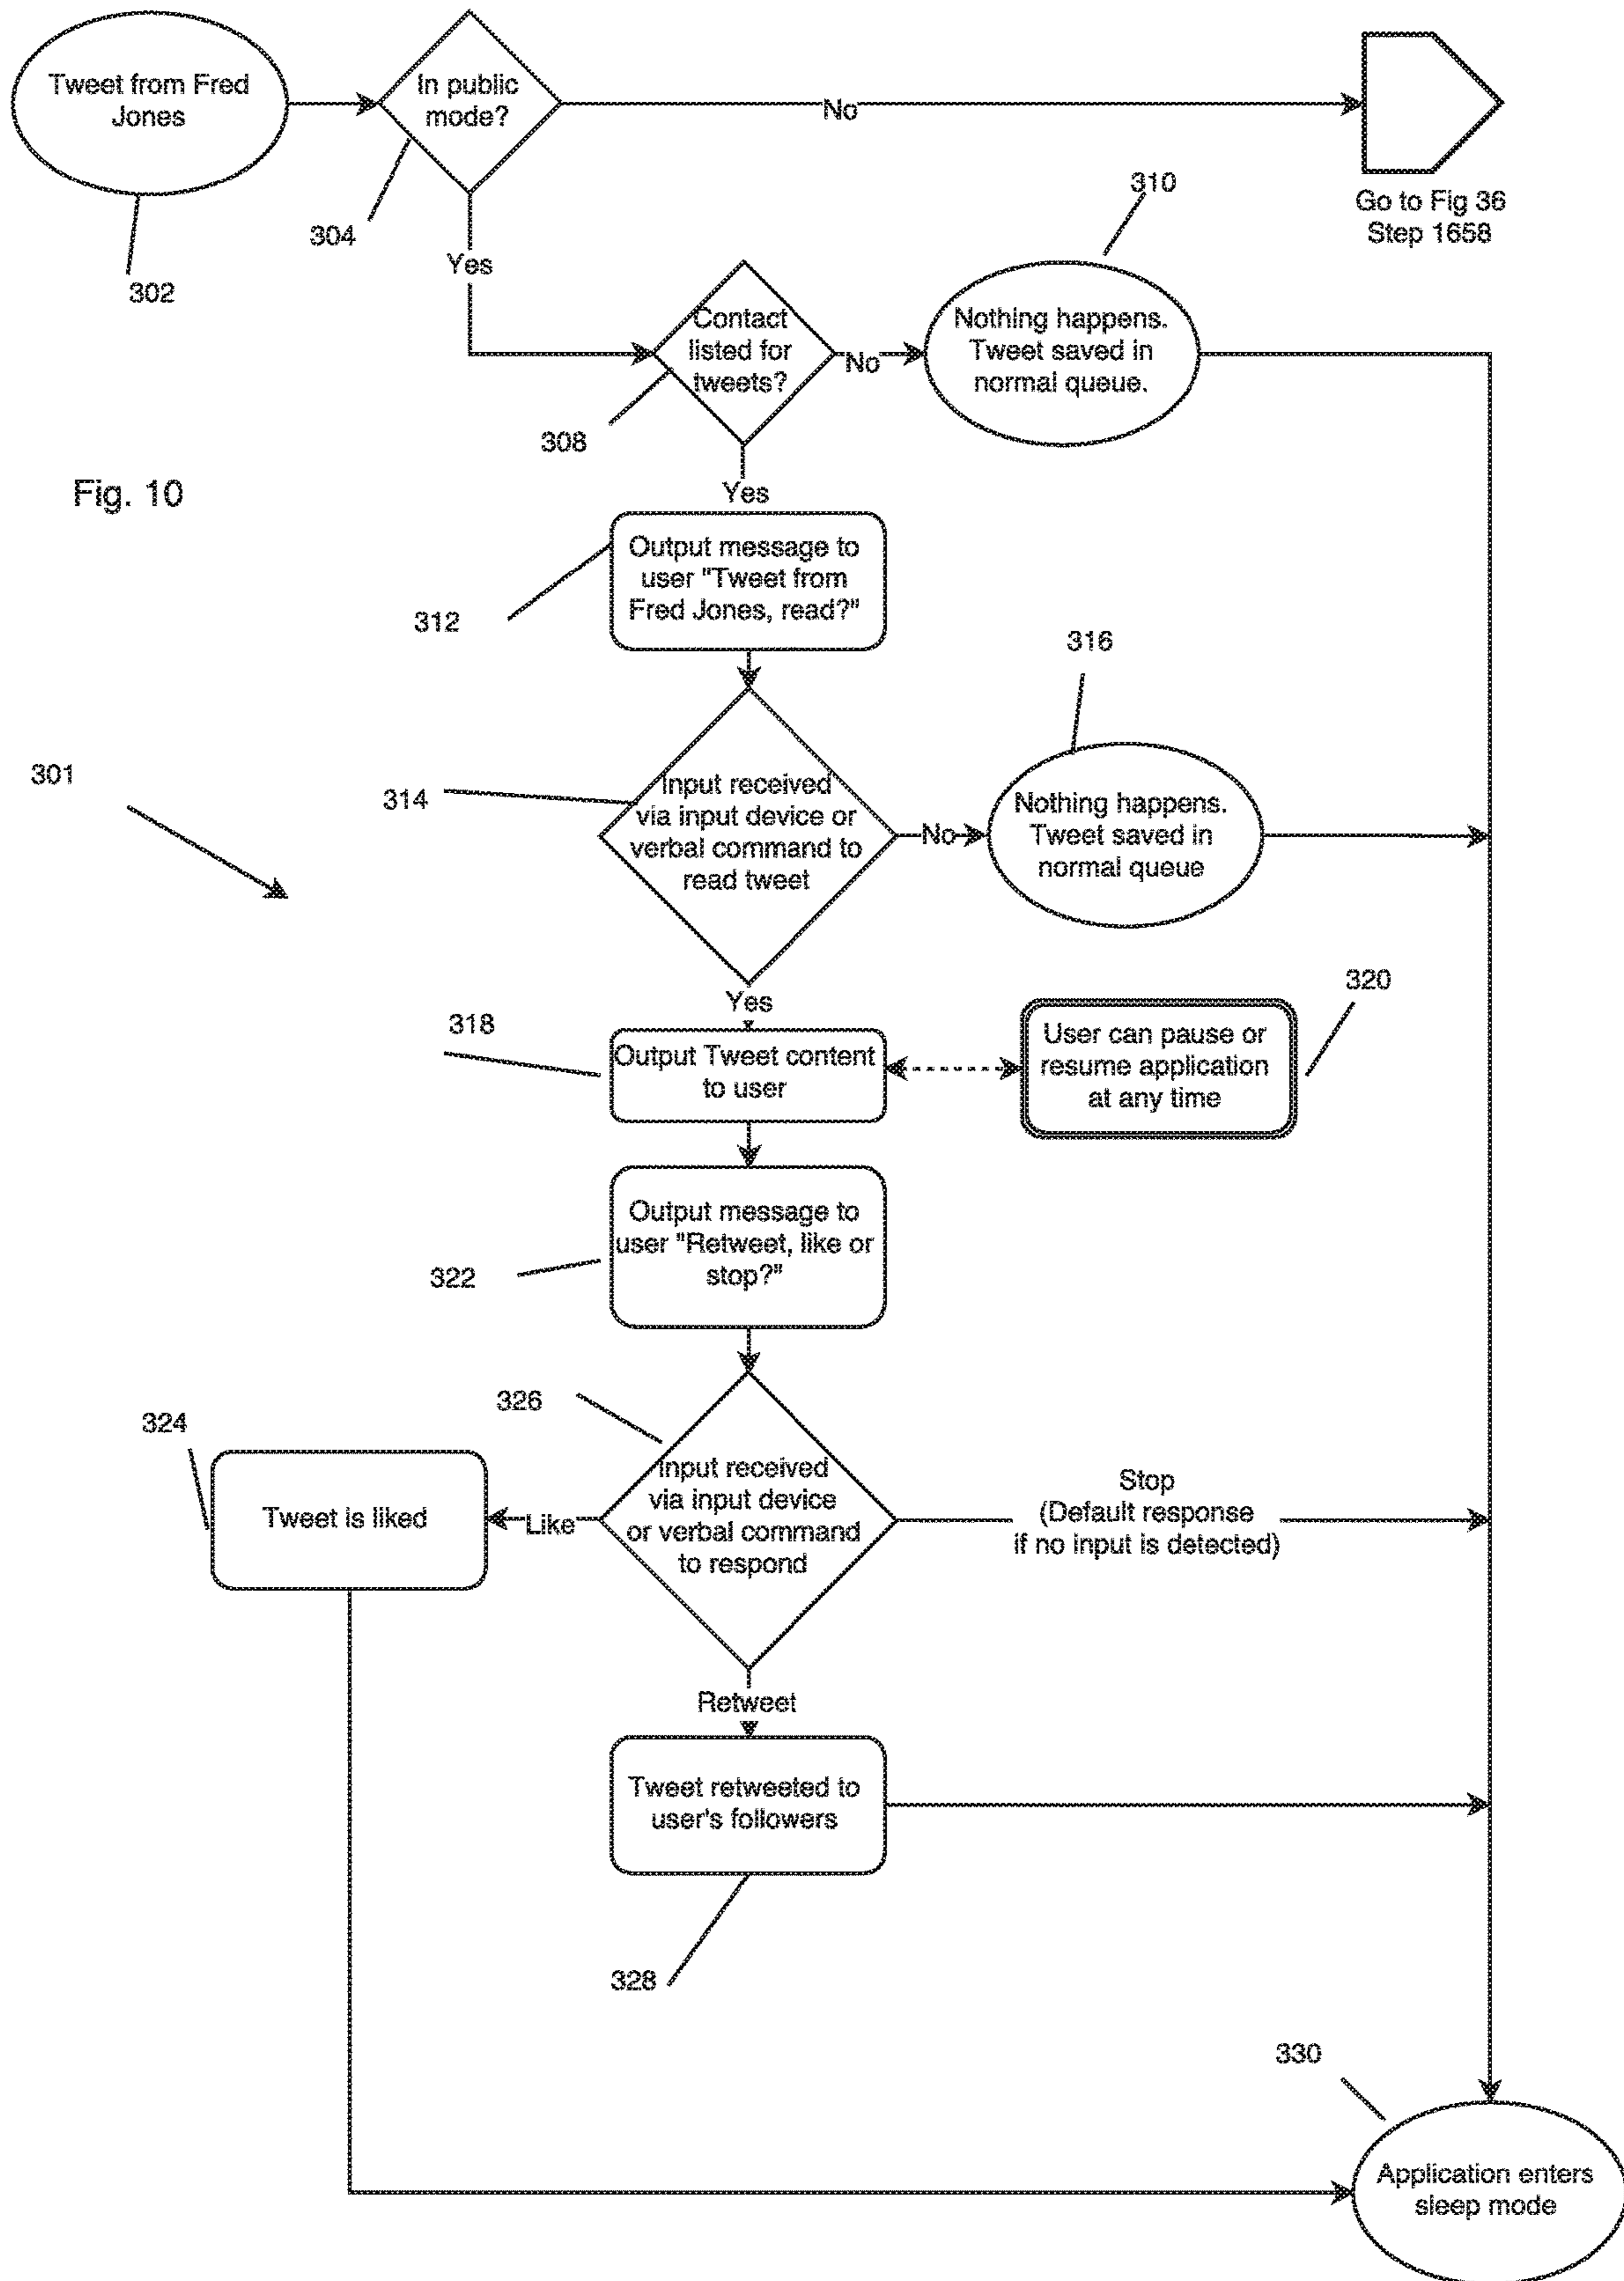 Tweet from Fred
Jones
In public
mode?
No
304
302
Yes
Go to Fig 36
Step 1658
310
Contact
listed for
tweets?
No
Nothing happens.
Tweet saved in
normal queue.
308
Fig. 10
Yes
Output message to
user "Tweet from
Fred Jones, read?"
312
316
301
314
Input received
via input device or
verbal command to
read tweet
No
Nothing happens.
Tweet saved in
normal queue
Yes
318
Output Tweet content
to user
User can pause or
resume application
at any time
320
Output message to
user "Retweet, like or
stop?"
322
326
324
Tweet is liked
Like
Input received
via input device
or verbal command
to respond
Stop
(Default response
if no input is detected)
Retweet
Tweet retweeted to
user's followers
328
330
Application enters
sleep mode